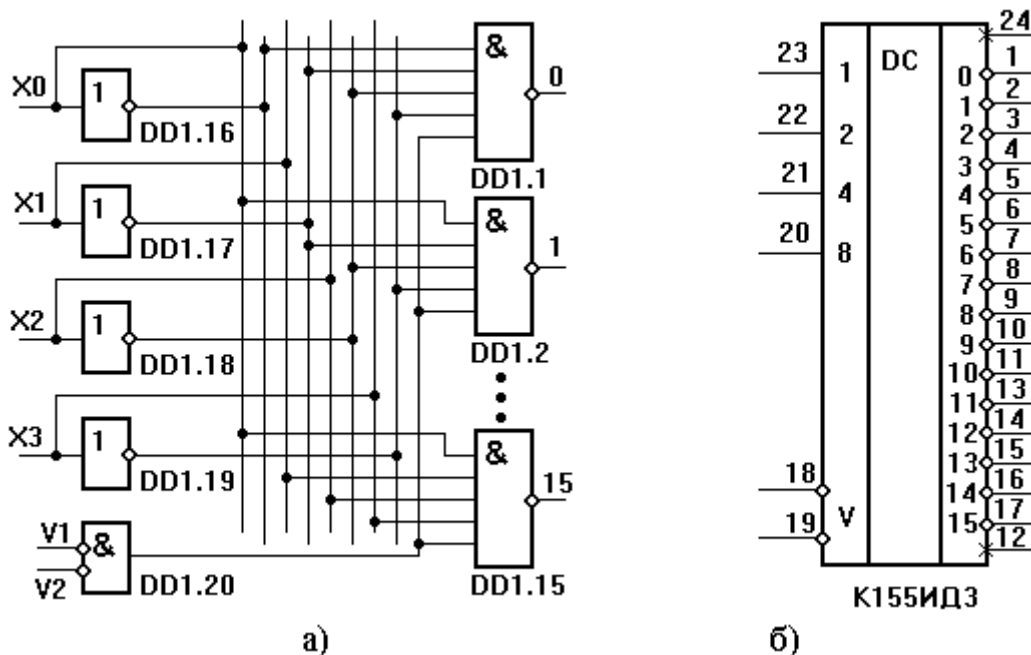 X0
1
DD1.16
X1
1
DD1.17
X2
1
DD1.18
X3
1
DD1.19
V1
V2
&
DD1.20
&
0
DD1.1
&
1
DD1.2
&
15
DD1.15
а)
23
22
21
20
18
19
1
2
4
8
V
DC
24
0 1
1 2
2 3
3 4
4 5
5 6
6 7
7 8
8 9
9 10
10 11
11 13
12 14
13 15
14 16
15 17
12
К155ИД3
б)